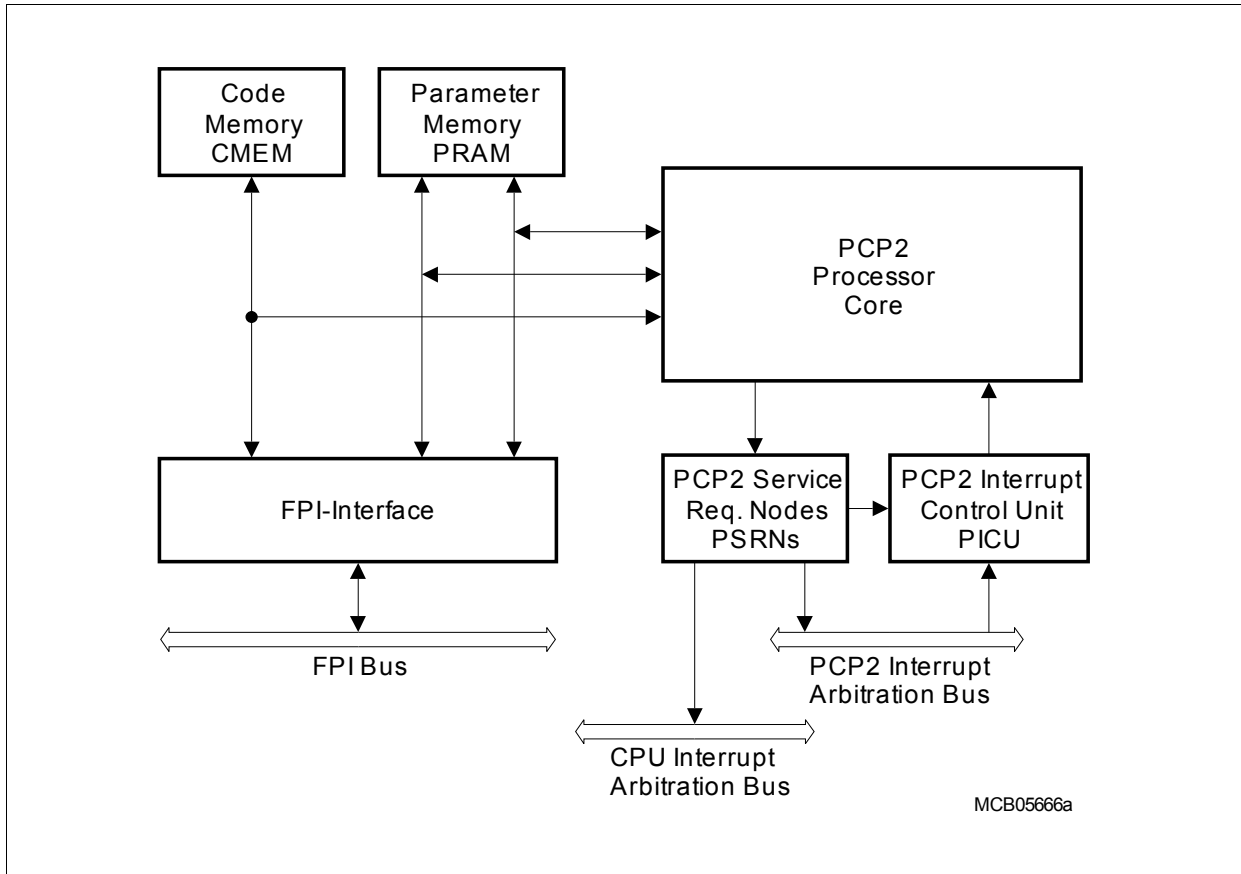 Code
Memory
CMEM
Parameter
Memory
PRAM
PCP2
Processor
Core
FPI-Interface
PCP2 Service
Req. Nodes
PSRNs
PCP2 Interrupt
Control Unit
PICU
FPI Bus
PCP2 Interrupt
Arbitration Bus
CPU Interrupt
Arbitration Bus
MCB05666a